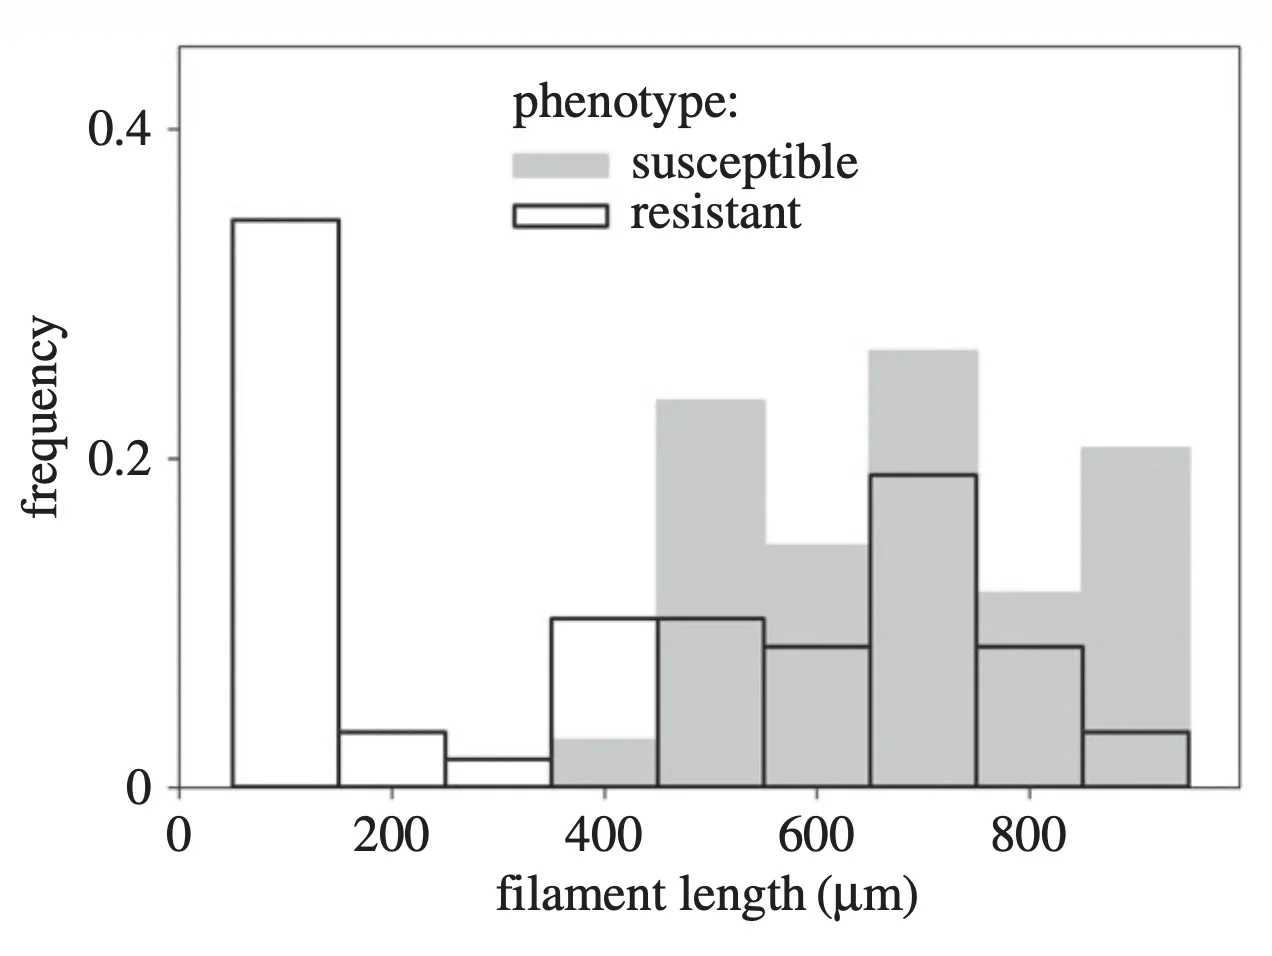 phenotype:
susceptible
resistant
frequency
0.4
0.2
0
0 200 400 600 800
filament length (μm)